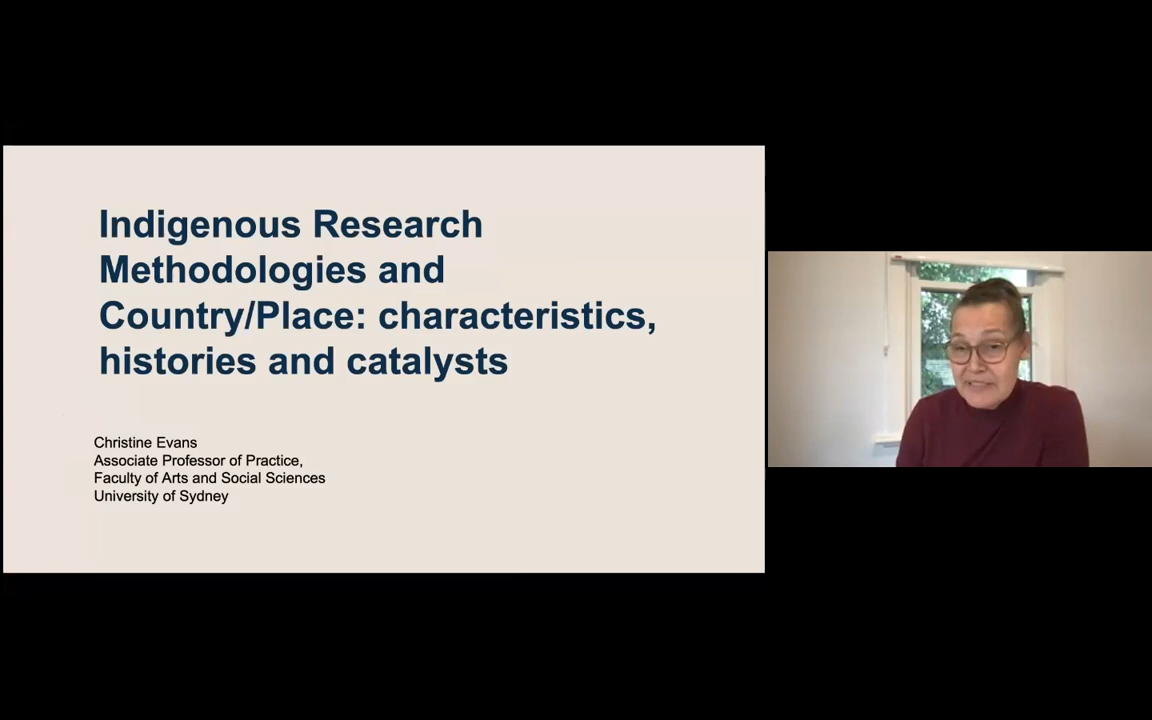 Indigenous Research
Methodologies and
Country/Place: characteristics,
histories and catalysts
Christine Evans
Associate Professor of Practice,
Faculty of Arts and Social Sciences
University of Sydney